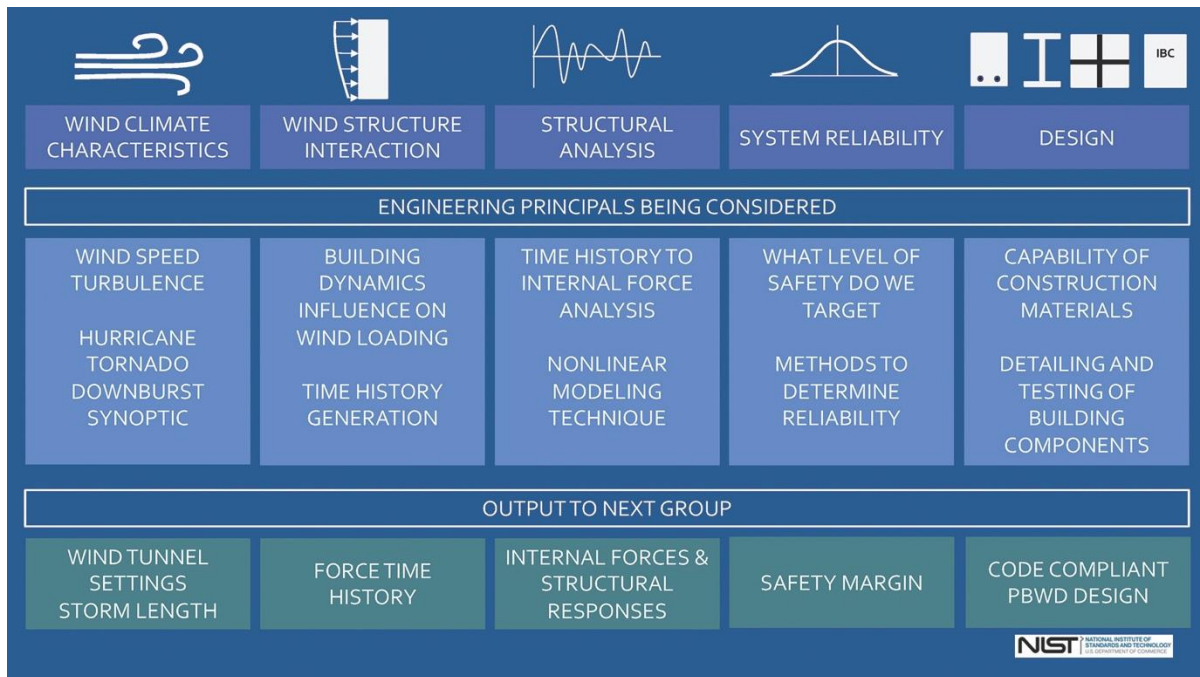 IBC
WIND CLIMATE
CHARACTERISTICS
WIND STRUCTURE
INTERACTION
STRUCTURAL
ANALYSIS
SYSTEM RELIABILITY
DESIGN
ENGINEERING PRINCIPALS BEING CONSIDERED
WIND SPEED
TURBULENCE
HURRICANE
TORNADO
DOWNBURST
SYNOPTIC
BUILDING
DYNAMICS
INFLUENCE ON
WIND LOADING
TIME HISTORY
GENERATION
TIME HISTORY TO
INTERNAL FORCE
ANALYSIS
NONLINEAR
MODELING
TECHNIQUE
WHAT LEVEL OF
SAFETY DO WE
TARGET
METHODS TO
DETERMINE
RELIABILITY
CAPABILITY OF
CONSTRUCTION
MATERIALS
DETAILING AND
TESTING OF
BUILDING
COMPONENTS
OUTPUT TO NEXT GROUP
WIND TUNNEL
SETTINGS
STORM LENGTH
FORCE TIME
HISTORY
INTERNAL FORCES &
STRUCTURAL
RESPONSES
SAFETY MARGIN
CODE COMPLIANT
PBWD DESIGN
NIST
NATIONAL INSTITUTE OF
STANDARDS AND TECHNOLOGY
U.S. DEPARTMENT OF COMMERCE